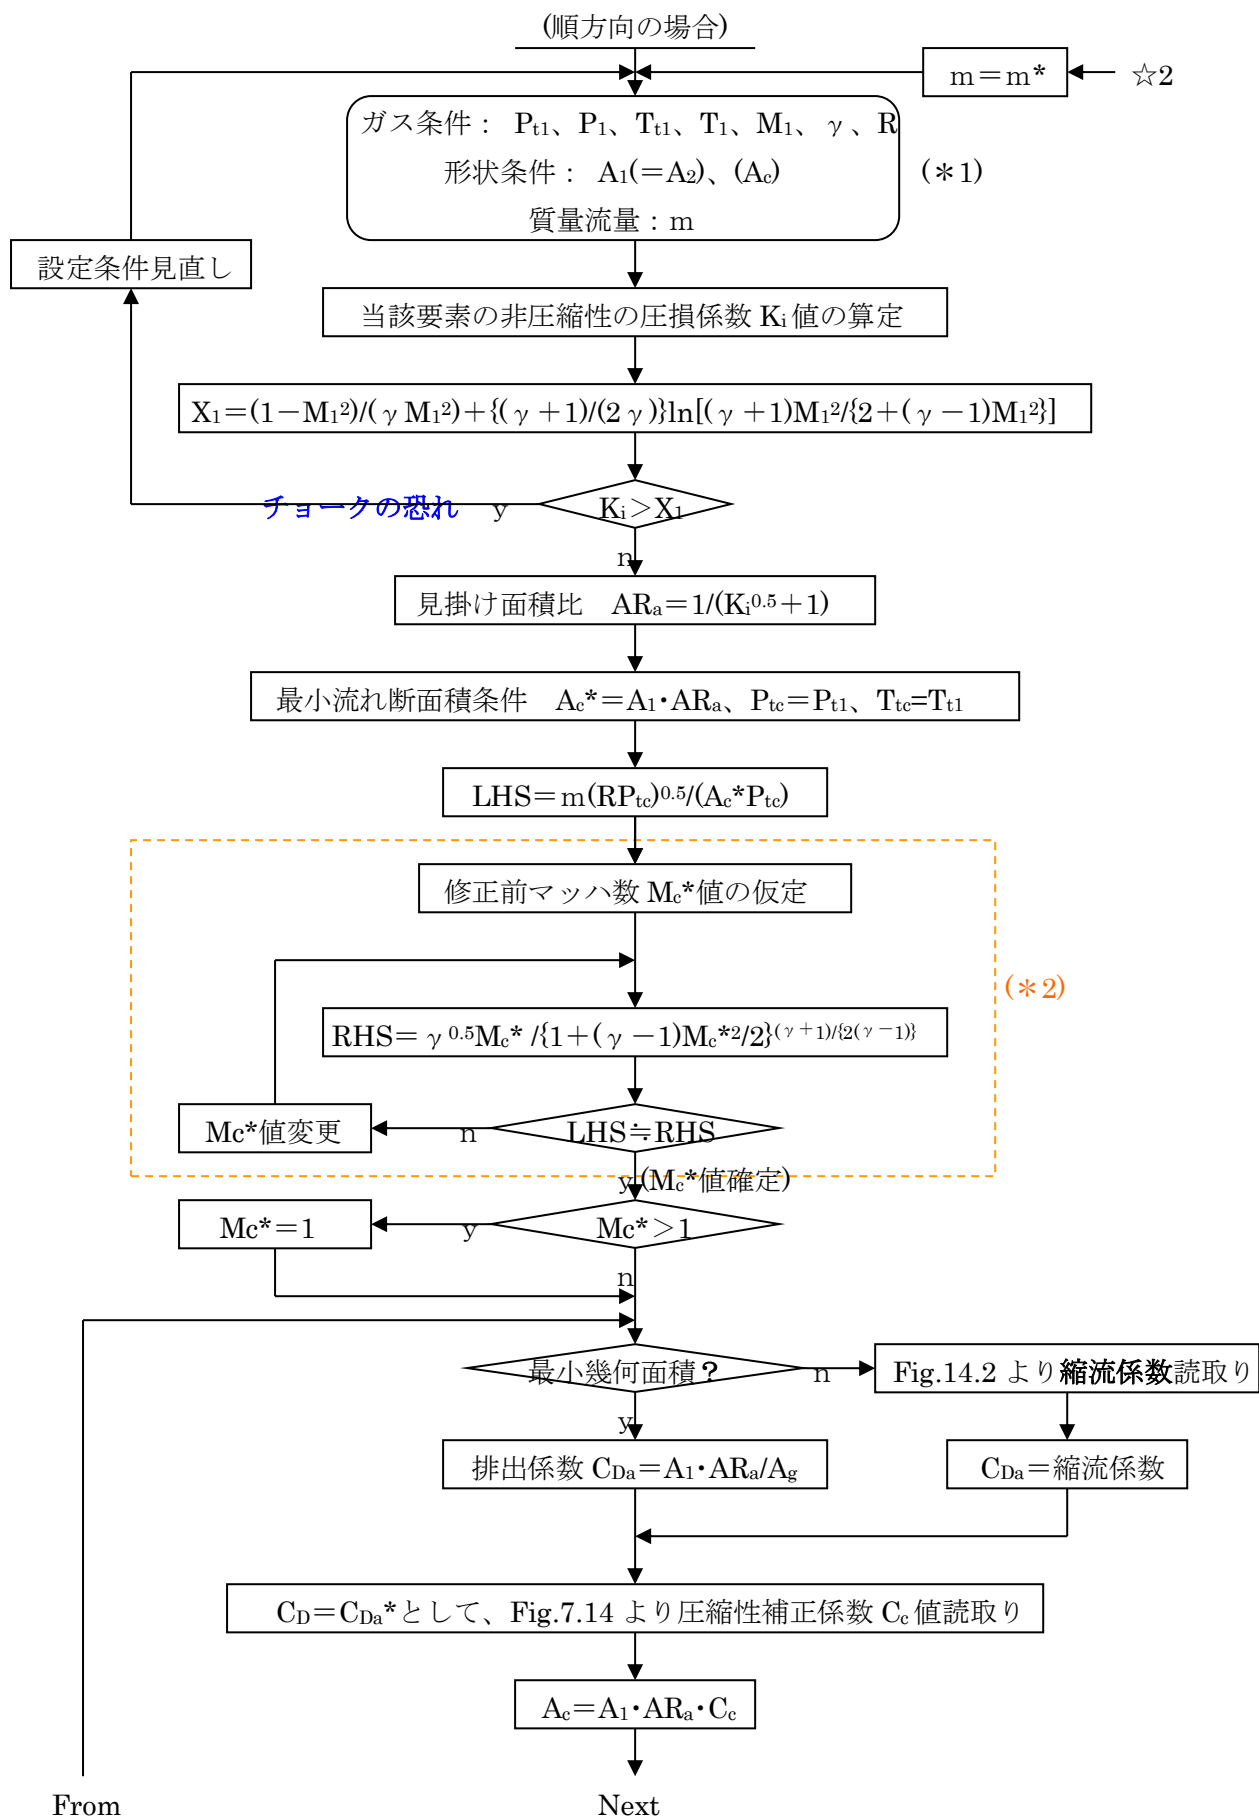 (順方向の場合)
m＝m* ☆2
ガス条件： Pt1、P1、Tt1、T1、M1、γ、R
形状条件： A1(＝A2)、(Ac) (＊1)
質量流量：m
設定条件見直し
当該要素の非圧縮性の圧損係数 Ki 値の算定
X1＝(1−M1²)/(γM1²)＋{(γ＋1)/(2γ)}ln[(γ＋1)M1²/{2＋(γ−1)M1²}]
チョークの恐れ y Ki＞X1
n
見掛け面積比 ARa＝1/(Ki^0.5＋1)
最小流れ断面積条件 Ac*＝A1･ARa、Ptc＝Pt1、Ttc=Tt1
LHS＝m(RPtc)^0.5/(Ac*Ptc)
修正前マッハ数 Mc*値の仮定
(＊2)
RHS＝γ^0.5Mc*/{1＋(γ−1)Mc*²/2}^(γ＋1)/{2(γ−1)}
Mc*値変更 n LHS≒RHS
y (Mc*値確定)
Mc*＝1 y Mc*＞1
n
最小幾何面積？ n Fig.14.2 より縮流係数読取り
y
排出係数 CDa＝A1･ARa/Ag CDa＝縮流係数
CD＝CDa*として、Fig.7.14 より圧縮性補正係数 Cc 値読取り
Ac＝A1･ARa･Cc
From Next